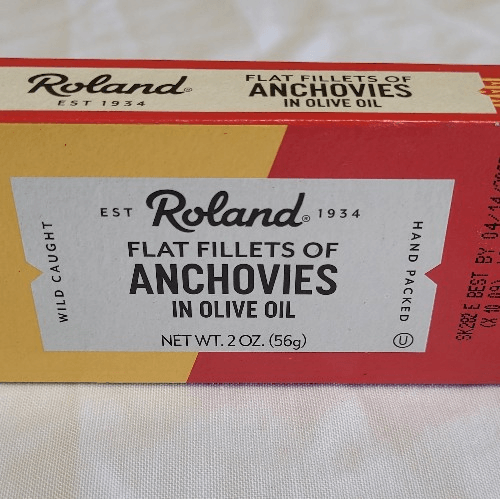 Roland®
EST 1934
FLAT FILLETS OF
ANCHOVIES
IN OLIVE OIL
EST Roland® 1934
FLAT FILLETS OF
ANCHOVIES
IN OLIVE OIL
NET WT. 2 OZ. (56g)
WILD CAUGHT
HAND PACKED U
SK282 E BEST BY 04/14/